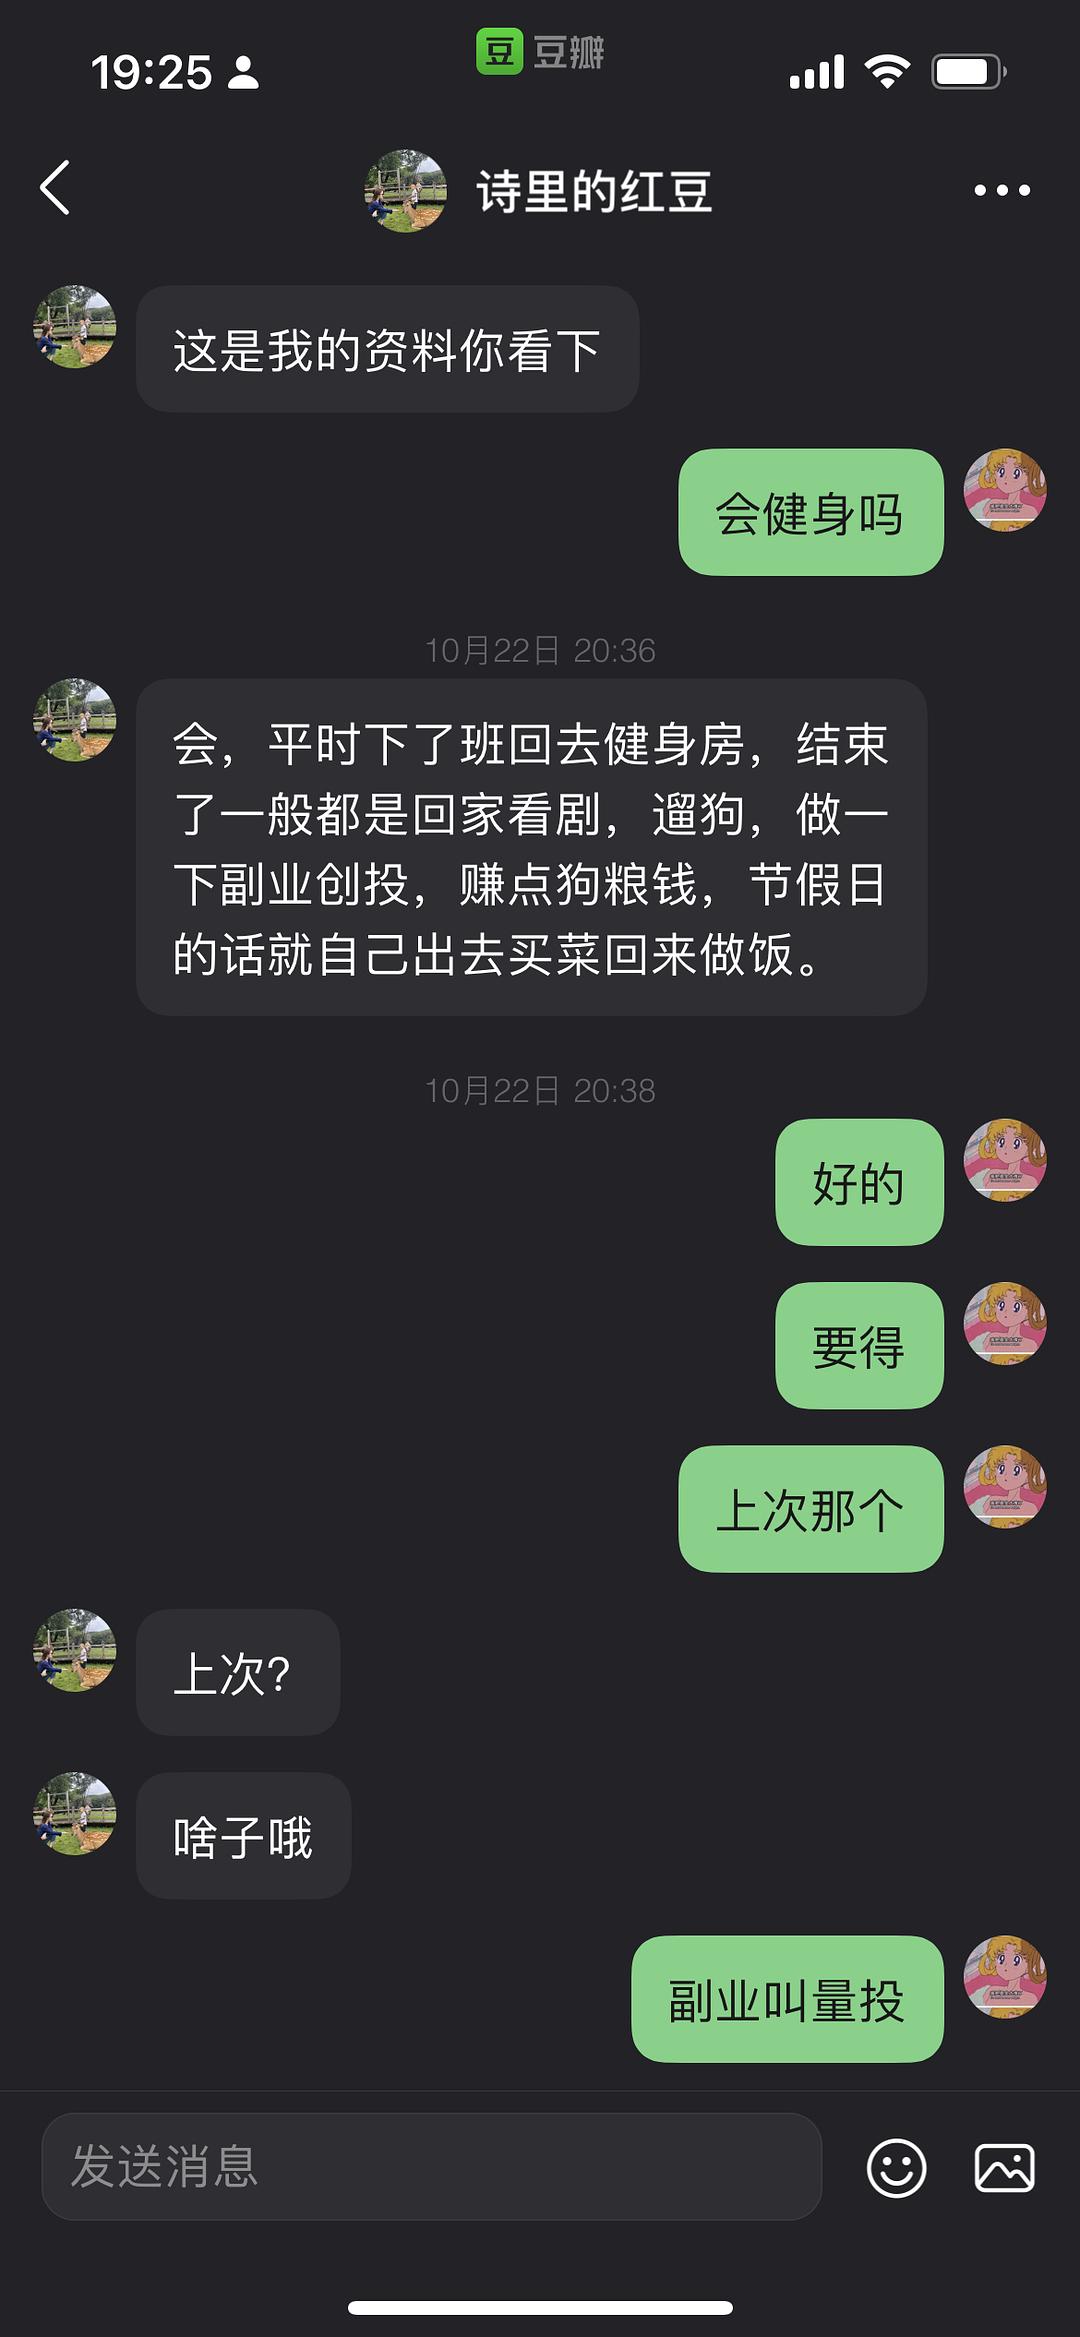 19:25
豆 豆瓣
诗里的红豆
这是我的资料你看下
会健身吗
10月22日 20:36
会，平时下了班回去健身房，结束
了一般都是回家看剧，遛狗，做一
下副业创投，赚点狗粮钱，节假日
的话就自己出去买菜回来做饭。
10月22日 20:38
好的
要得
上次那个
上次?
啥子哦
副业叫量投
发送消息